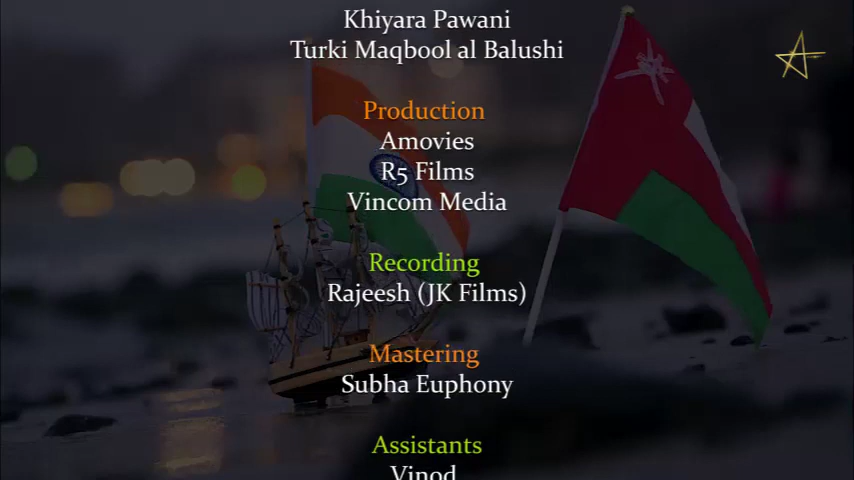 Khiyara Pawani
Turki Maqbool al Balushi
Production
Amovies
R5 Films
Vincom Media
Recording
Rajeesh (JK Films)
Mastering
Subha Euphony
Assistants
Vinod